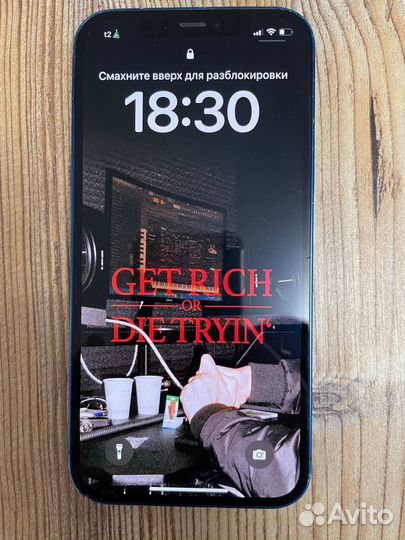 t2
Смахните вверх для разблокировки
18:30
GET RICH
OR
DIE TRYIN'
Avito